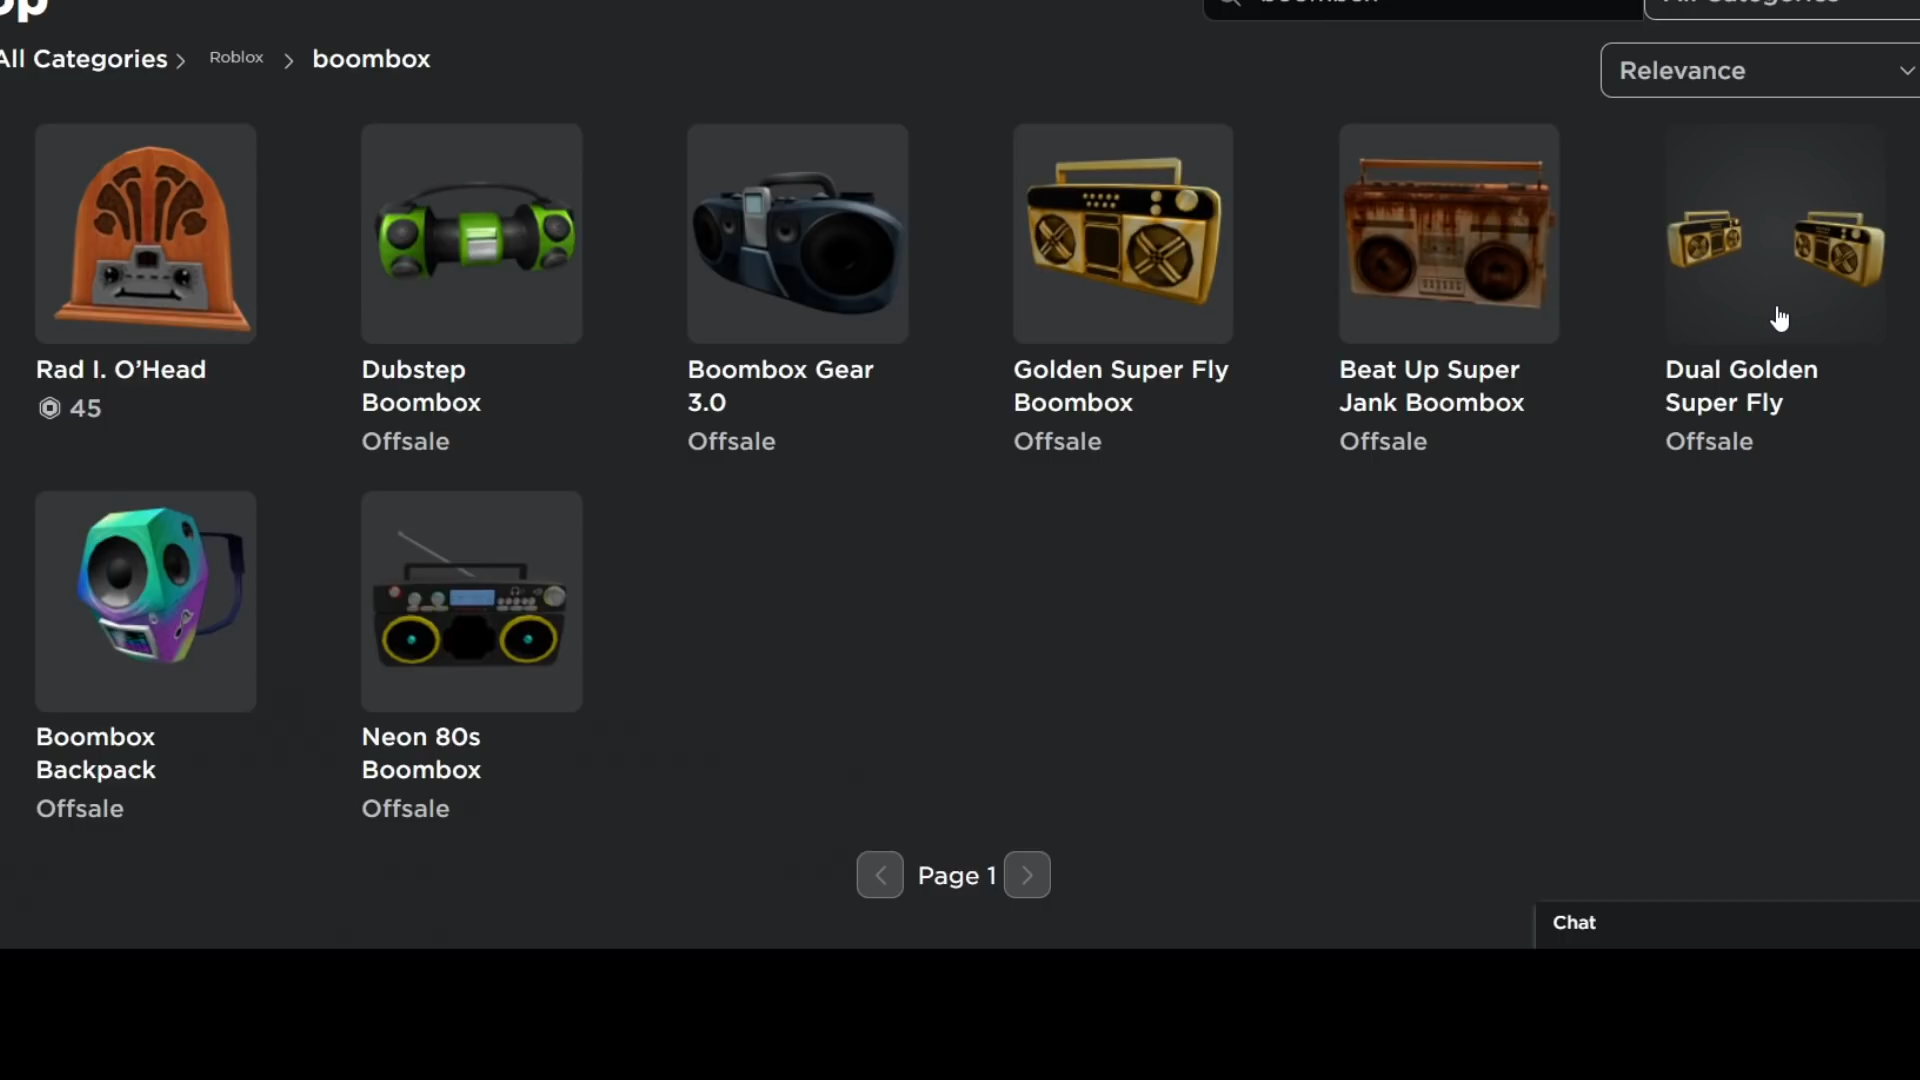 All Categories > Roblox > boombox
Relevance
Rad I. O’Head
45
Dubstep
Boombox
Offsale
Boombox Gear
3.0
Offsale
Golden Super Fly
Boombox
Offsale
Beat Up Super
Jank Boombox
Offsale
Dual Golden
Super Fly
Offsale
Boombox
Backpack
Offsale
Neon 80s
Boombox
Offsale
Page 1
Chat